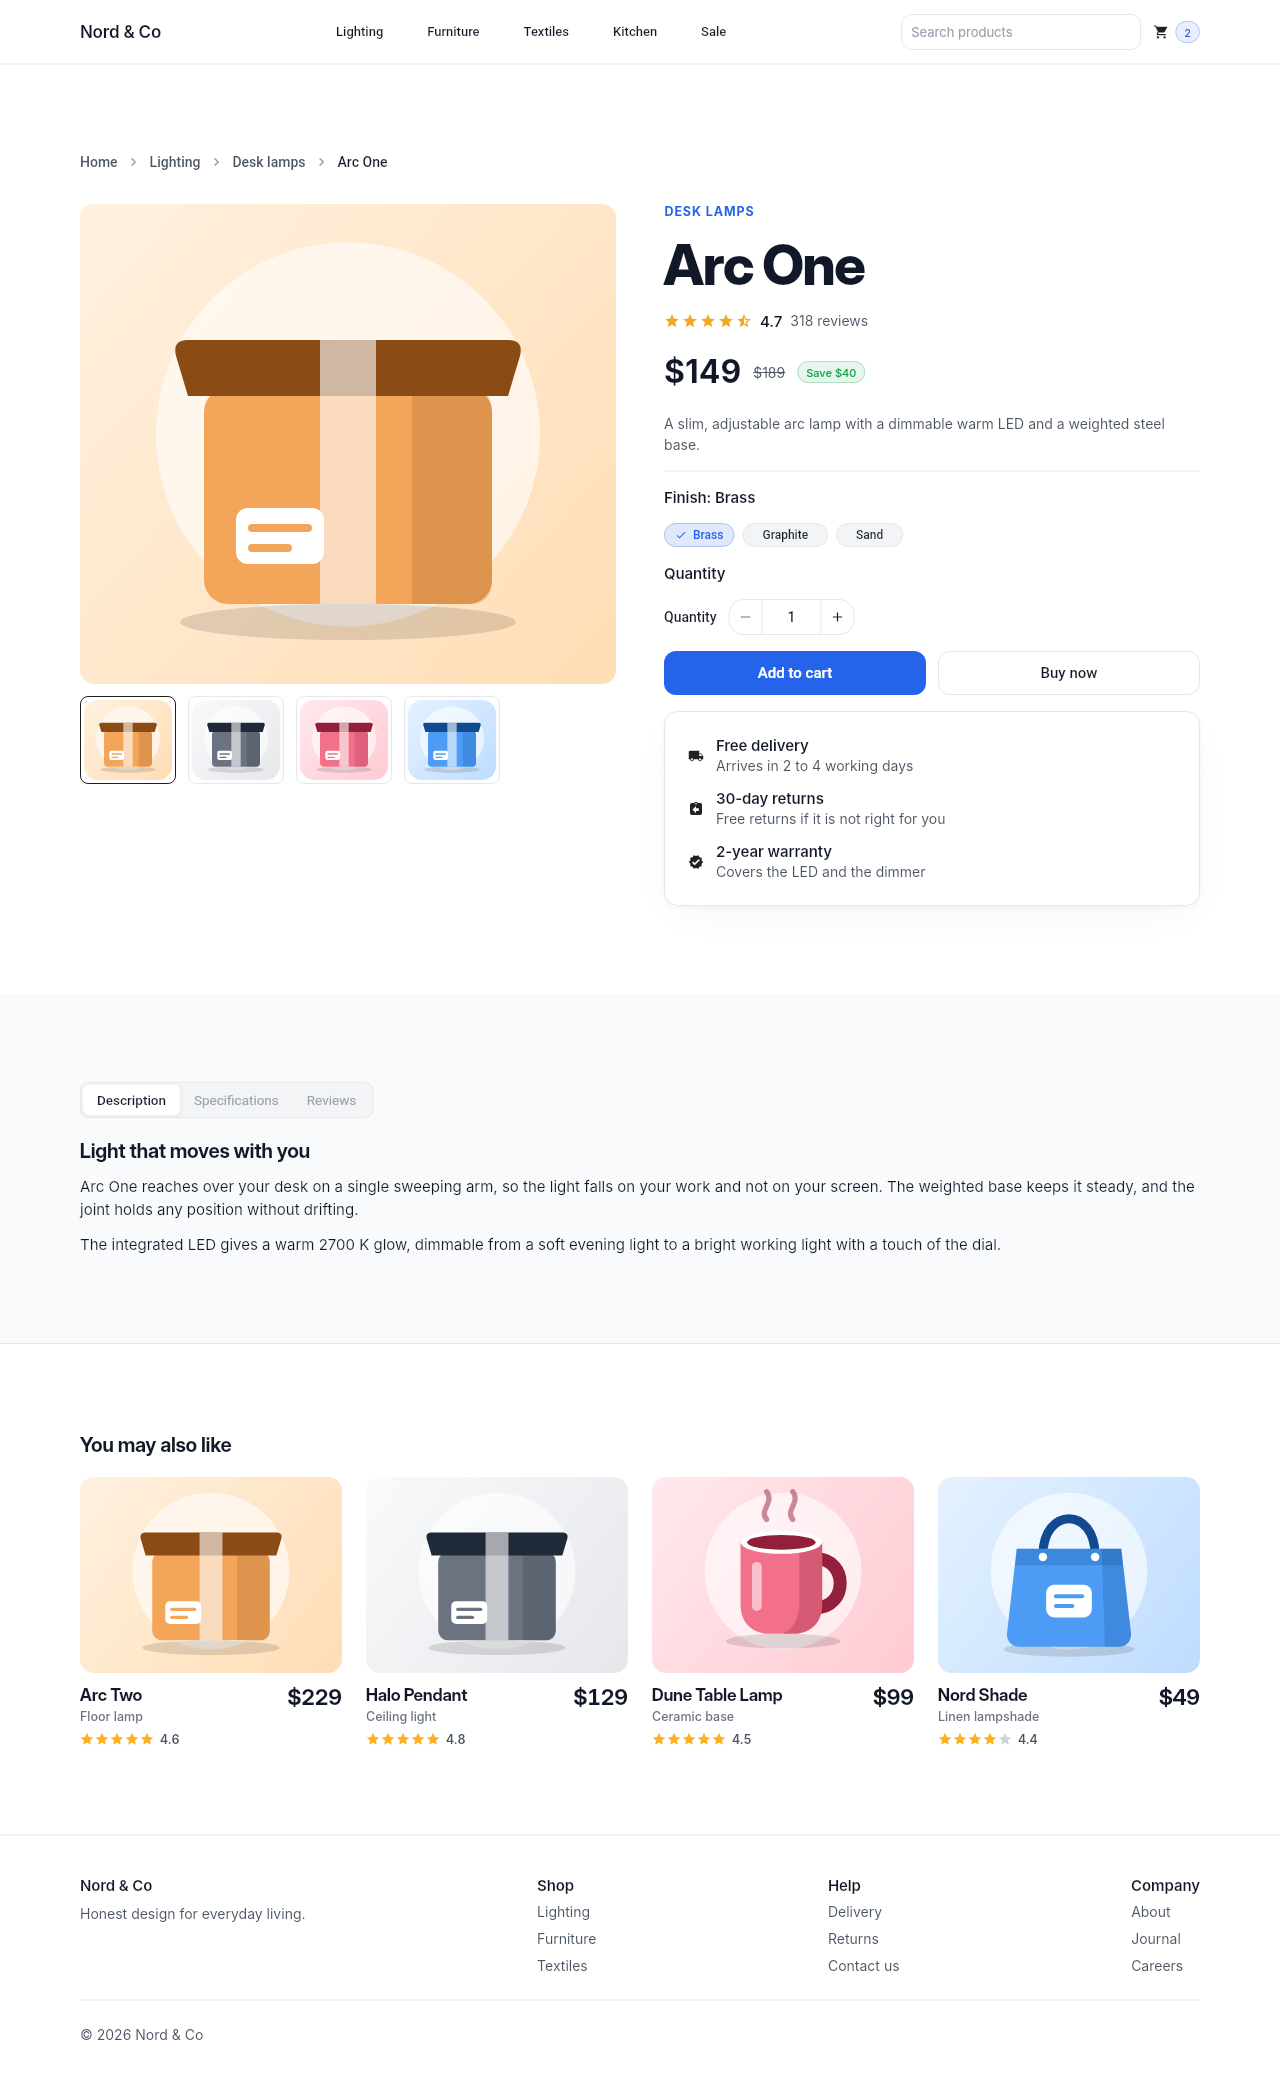 Nord & Co
Lighting
Furniture
Textiles
Kitchen
Sale
Search products
2
Home
Lighting
Desk lamps
Arc One
DESK LAMPS
Arc One
4.7 318 reviews
$149 $189 Save $40
A slim, adjustable arc lamp with a dimmable warm LED and a weighted steel
base.
Finish: Brass
Brass
Graphite
Sand
Quantity
Quantity
1
Add to cart
Buy now
Free delivery
Arrives in 2 to 4 working days
30-day returns
Free returns if it is not right for you
2-year warranty
Covers the LED and the dimmer
Description
Specifications
Reviews
Light that moves with you
Arc One reaches over your desk on a single sweeping arm, so the light falls on your work and not on your screen. The weighted base keeps it steady, and the
joint holds any position without drifting.
The integrated LED gives a warm 2700 K glow, dimmable from a soft evening light to a bright working light with a touch of the dial.
You may also like
Arc Two
$229
Floor lamp
4.6
Halo Pendant
$129
Ceiling light
4.8
Dune Table Lamp
$99
Ceramic base
4.5
Nord Shade
$49
Linen lampshade
4.4
Nord & Co
Honest design for everyday living.
Shop
Lighting
Furniture
Textiles
Help
Delivery
Returns
Contact us
Company
About
Journal
Careers
© 2026 Nord & Co